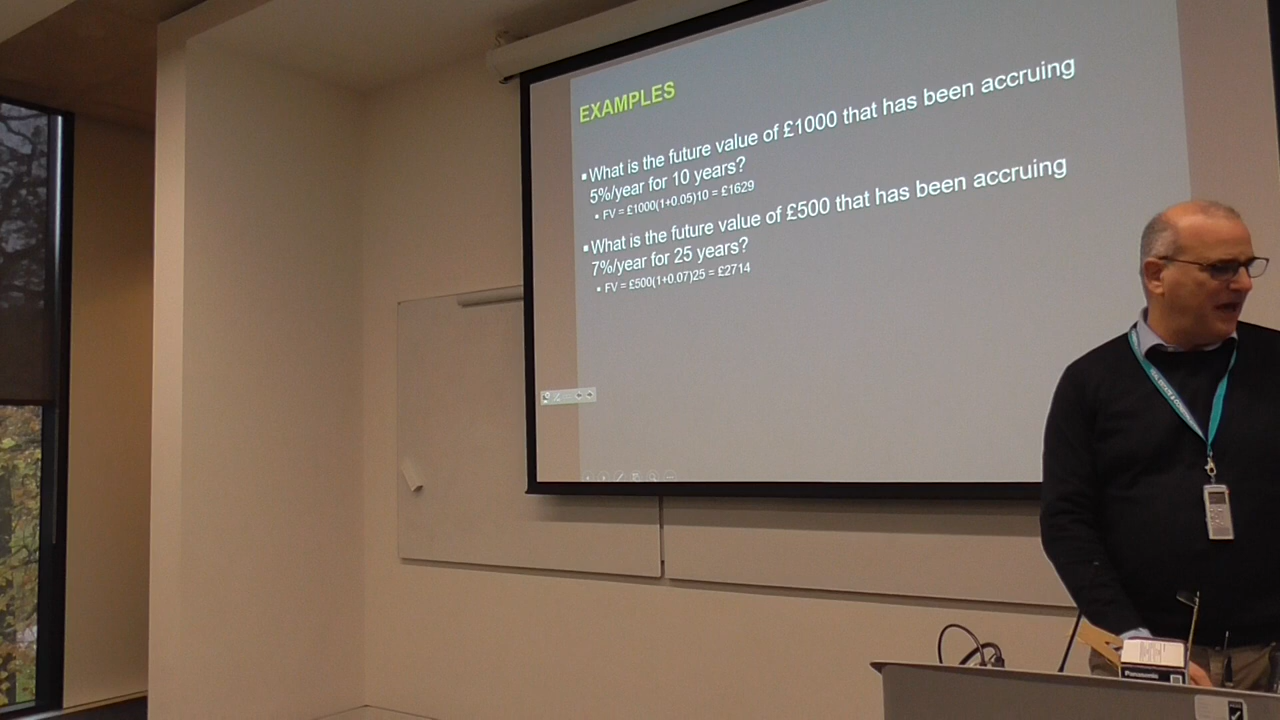 EXAMPLES
▪ What is the future value of £1000 that has been accruing
5%/year for 10 years?
▪ FV = £1000(1+0.05)10 = £1629
▪ What is the future value of £500 that has been accruing
7%/year for 25 years?
▪ FV = £500(1+0.07)25 = £2714
Panasonic